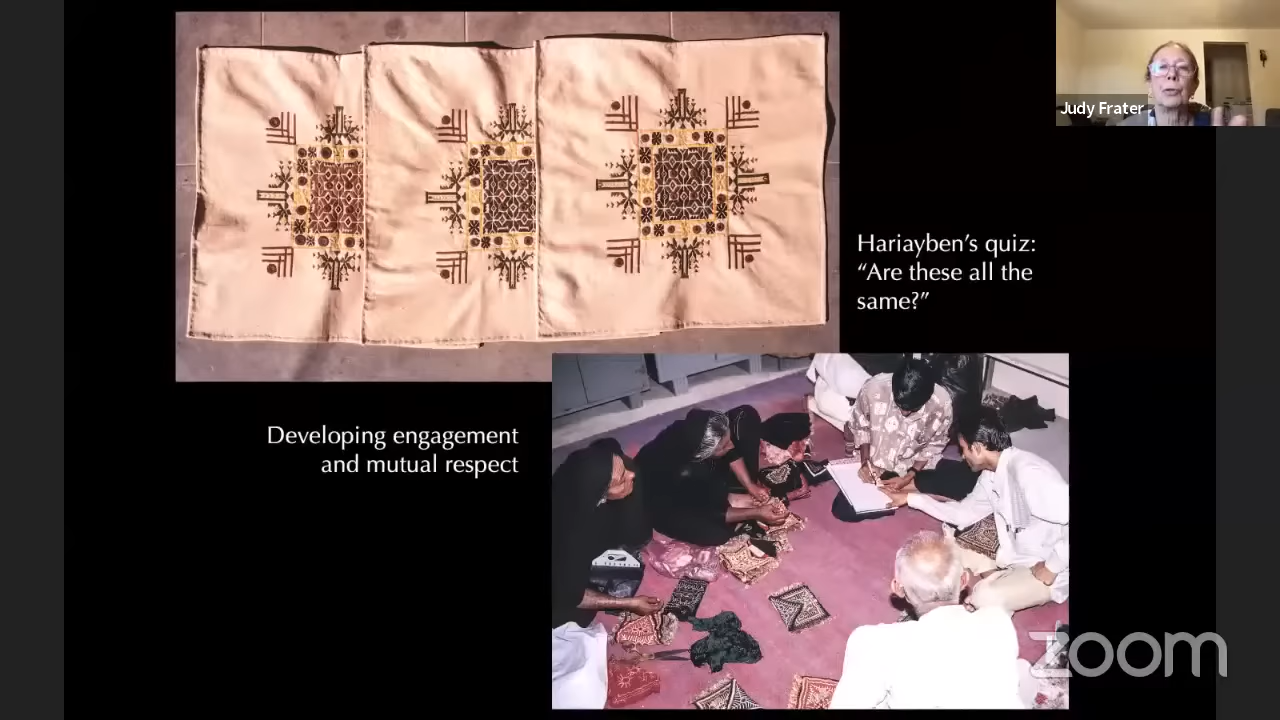 Judy Frater
Hariayben’s quiz:
“Are these all the
same?”
Developing engagement
and mutual respect
zoom